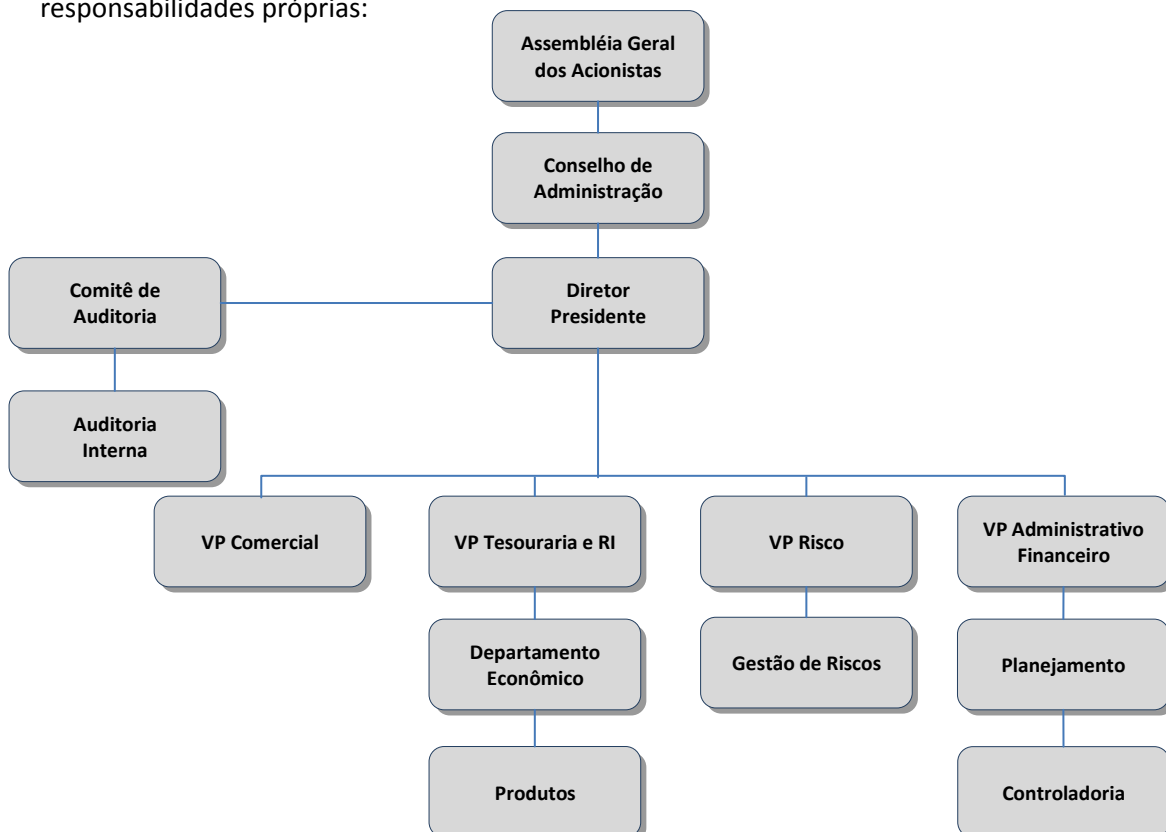 responsabilidades próprias:
Assembléia Geral
dos Acionistas
Conselho de
Administração
Comitê de
Auditoria
Diretor
Presidente
Auditoria
Interna
VP Comercial
VP Tesouraria e RI
VP Risco
VP Administrativo
Financeiro
Departamento
Econômico
Gestão de Riscos
Planejamento
Produtos
Controladoria